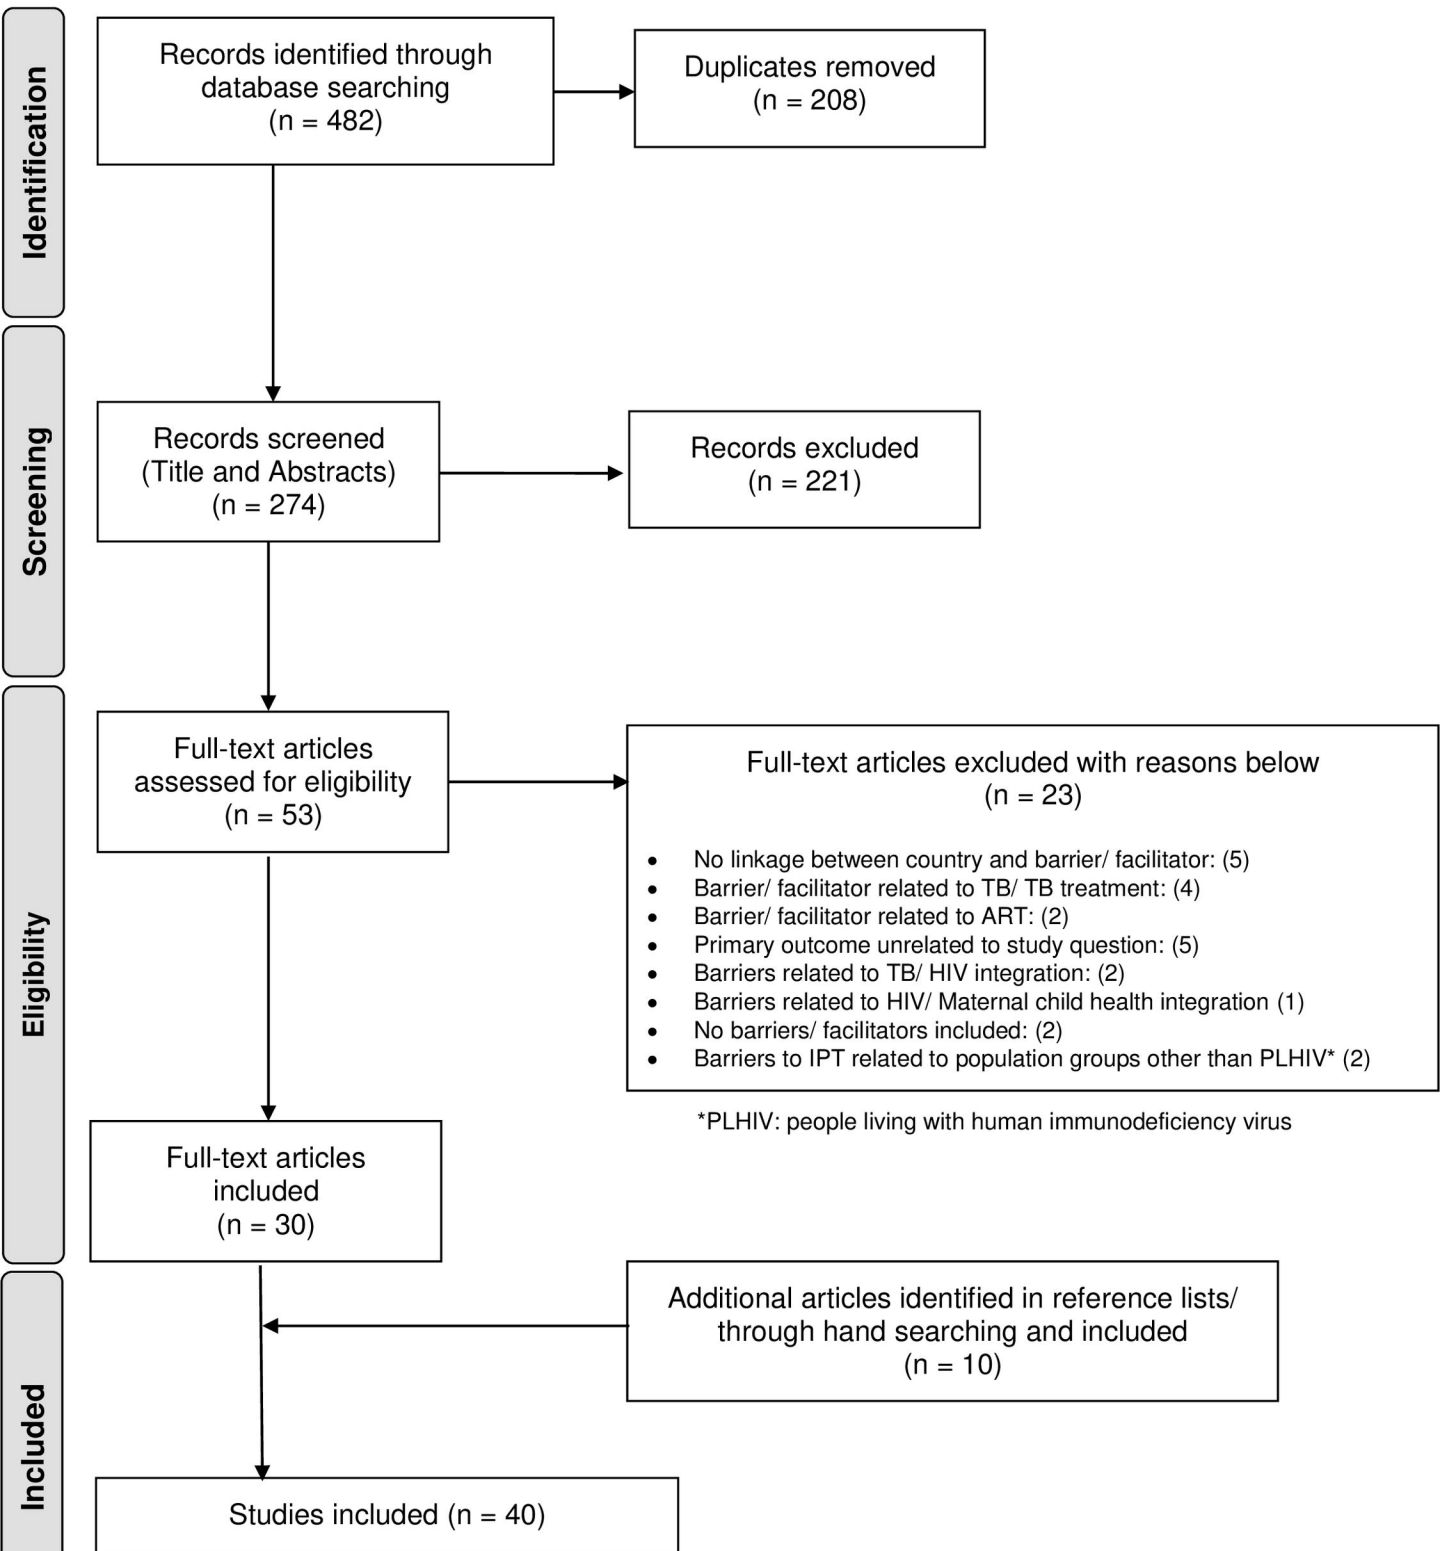 Identification
Records identified through
database searching
(n = 482)
Duplicates removed
(n = 208)
Screening
Records screened
(Title and Abstracts)
(n = 274)
Records excluded
(n = 221)
Eligibility
Full-text articles
assessed for eligibility
(n = 53)
Full-text articles excluded with reasons below
(n = 23)
• No linkage between country and barrier/ facilitator: (5)
• Barrier/ facilitator related to TB/ TB treatment: (4)
• Barrier/ facilitator related to ART: (2)
• Primary outcome unrelated to study question: (5)
• Barriers related to TB/ HIV integration: (2)
• Barriers related to HIV/ Maternal child health integration (1)
• No barriers/ facilitators included: (2)
• Barriers to IPT related to population groups other than PLHIV* (2)
*PLHIV: people living with human immunodeficiency virus
Full-text articles
included
(n = 30)
Included
Additional articles identified in reference lists/
through hand searching and included
(n = 10)
Studies included (n = 40)